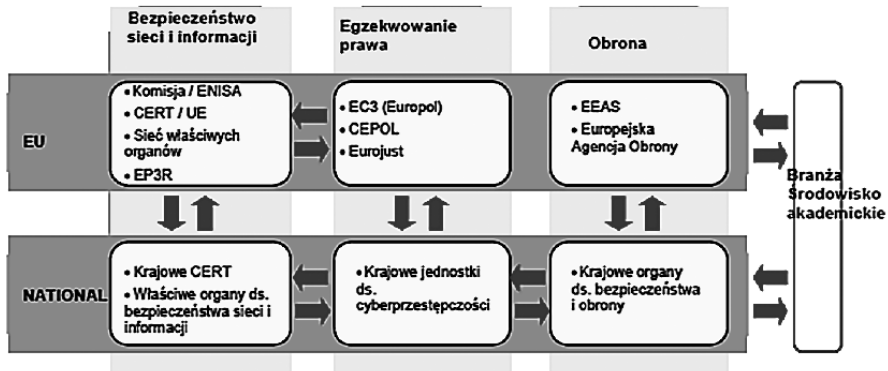 Bezpieczeństwo
sieci i informacji
Egzekwowanie
prawa
Obrona
EU
• Komisja / ENISA
• CERT / UE
• Sieć właściwych
organów
• EP3R
• EC3 (Europol)
• CEPOL
• Eurojust
• EEAS
• Europejska
Agencja Obrony
Branża
Środowisko
akademickie
NATIONAL
• Krajowe CERT
• Właściwe organy ds.
bezpieczeństwa sieci i
informacji
• Krajowe jednostki
ds.
cyberprzestępczości
• Krajowe organy
ds. bezpieczeństwa
i obrony